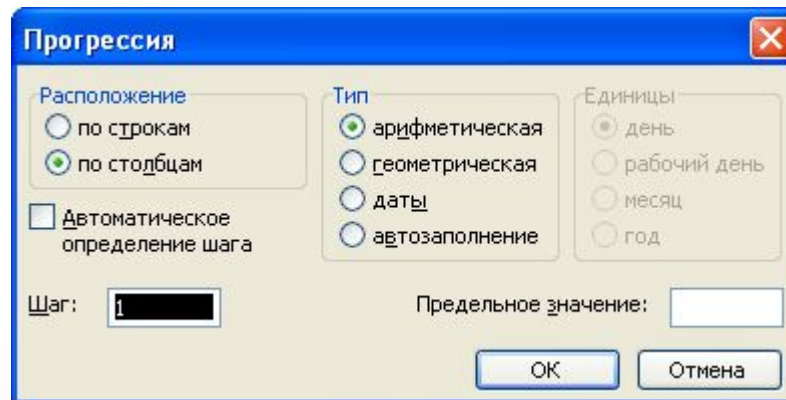 Прогрессия
Расположение
по строкам
по столбцам
Автоматическое
определение шага
Тип
арифметическая
геометрическая
даты
автозаполнение
Единицы
день
рабочий день
месяц
год
Шаг: 1
Предельное значение:
ОК
Отмена